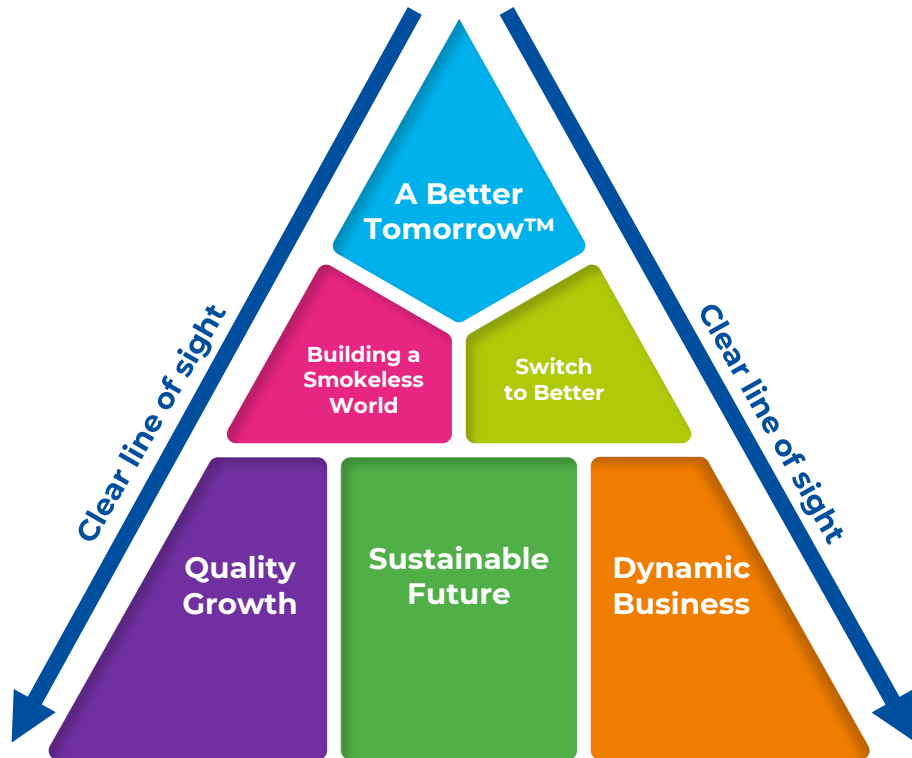 A Better
Tomorrow™
Building a
Smokeless
World
Switch
to Better
Clear line of sight
Clear line of sight
Quality
Growth
Sustainable
Future
Dynamic
Business